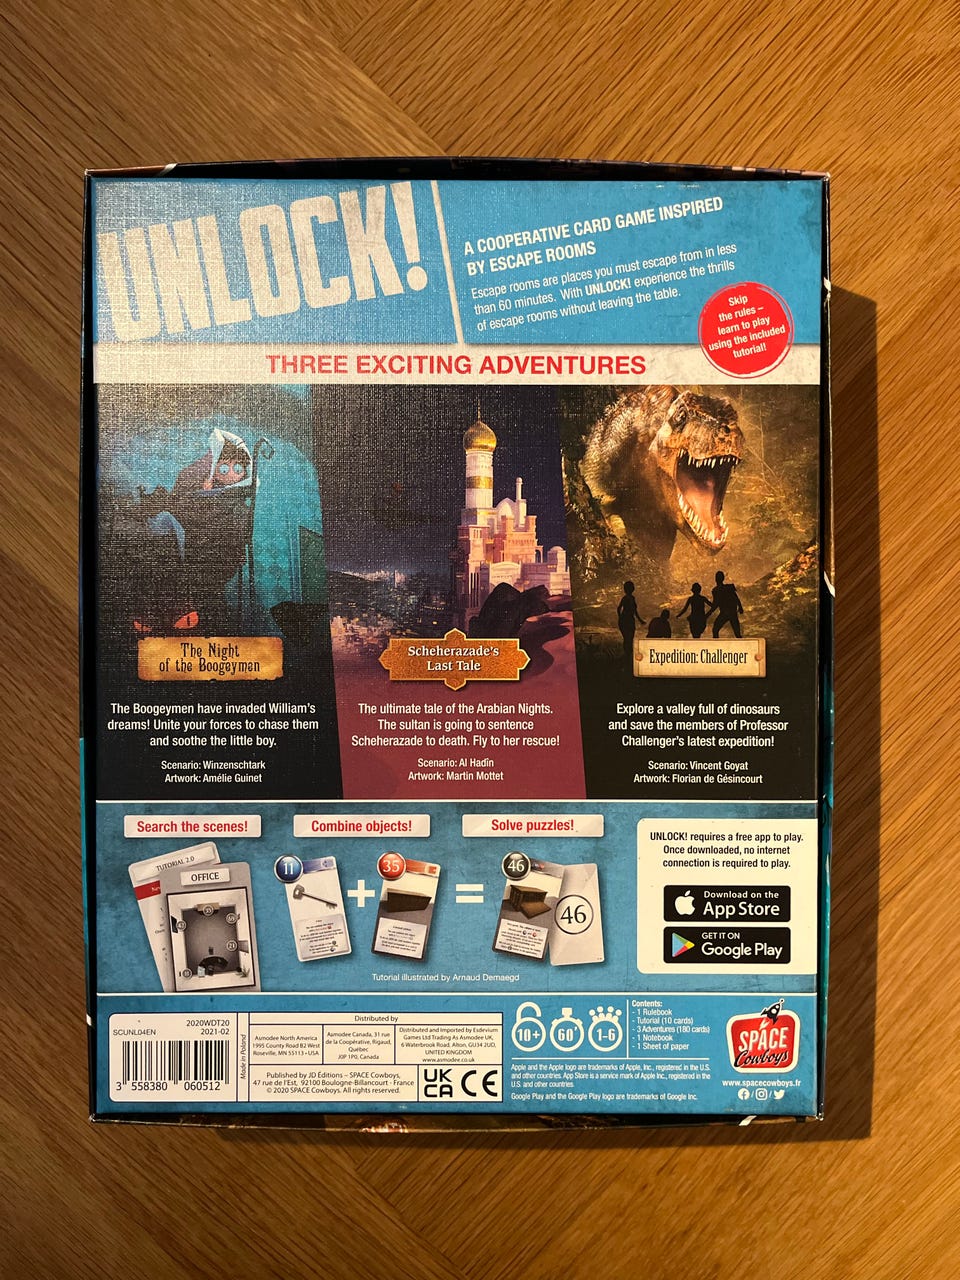 UNLOCK!
A COOPERATIVE CARD GAME INSPIRED
BY ESCAPE ROOMS
Escape rooms are places you must escape from in less
than 60 minutes. With UNLOCK! experience the thrills
of escape rooms without leaving the table.
Skip
the rules –
learn to play
using the included
tutorial!
THREE EXCITING ADVENTURES
The Night
of the Boogeymen
The Boogeymen have invaded William's
dreams! Unite your forces to chase them
and soothe the little boy.
Scenario: Winzenschtark
Artwork: Amélie Guinet
Scheherazade's
Last Tale
The ultimate tale of the Arabian Nights.
The sultan is going to sentence
Scheherazade to death. Fly to her rescue!
Scenario: Al Hadîn
Artwork: Martin Mottet
Expedition: Challenger
Explore a valley full of dinosaurs
and save the members of Professor
Challenger's latest expedition!
Scenario: Vincent Goyat
Artwork: Florian de Gésincourt
Search the scenes!
TUTORIAL 2.0
OFFICE
Combine objects!
11
+
35
=
Solve puzzles!
46
46
Tutorial illustrated by Arnaud Demaegd
UNLOCK! requires a free app to play.
Once downloaded, no internet
connection is required to play.
Download on the
App Store
GET IT ON
Google Play
2020WDT20
SCUNL04EN 2021-02
3 558380 060512
Made in Poland
Distributed by
Asmodee North America
1995 County Road B2 West
Roseville, MN 55113 • USA
Asmodee Canada, 31 rue
de la Coopérative, Rigaud,
Québec
J0P 1P0, Canada
Distributed and Imported by Esdevium
Games Ltd Trading As Asmodee UK,
6 Waterbrook Road, Alton, GU34 2UD,
UNITED KINGDOM
www.asmodee.co.uk
Published by JD Editions – SPACE Cowboys,
47 rue de l'Est, 92100 Boulogne-Billancourt - France
© 2020 SPACE Cowboys. All rights reserved.
UK
CA
CE
10+
60'
1-6
Contents:
- 1 Rulebook
- Tutorial (10 cards)
- 3 Adventures (180 cards)
- 1 Notebook
- 1 Sheet of paper
Apple and the Apple logo are trademarks of Apple, Inc., registered in the U.S.
and other countries. App Store is a service mark of Apple Inc., registered in the
U.S. and other countries.
Google Play and the Google Play logo are trademarks of Google Inc.
SPACE
Cowboys
www.spacecowboys.fr